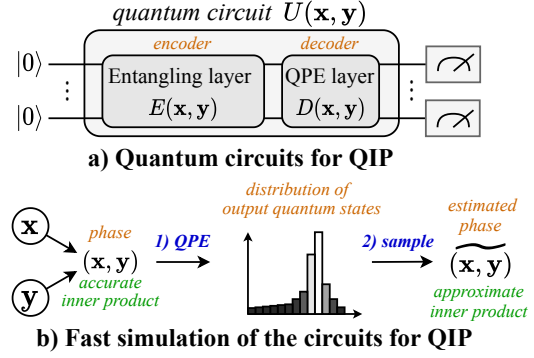 quantum circuit U(x, y)
encoder
decoder
|0⟩
Entangling layer
QPE layer
⋮
E(x, y)
D(x, y)
⋮
|0⟩
a) Quantum circuits for QIP
distribution of
output quantum states
estimated
phase
x
phase
1) QPE
2) sample
(x, y)
(x, y)
y
accurate
inner product
approximate
inner product
b) Fast simulation of the circuits for QIP